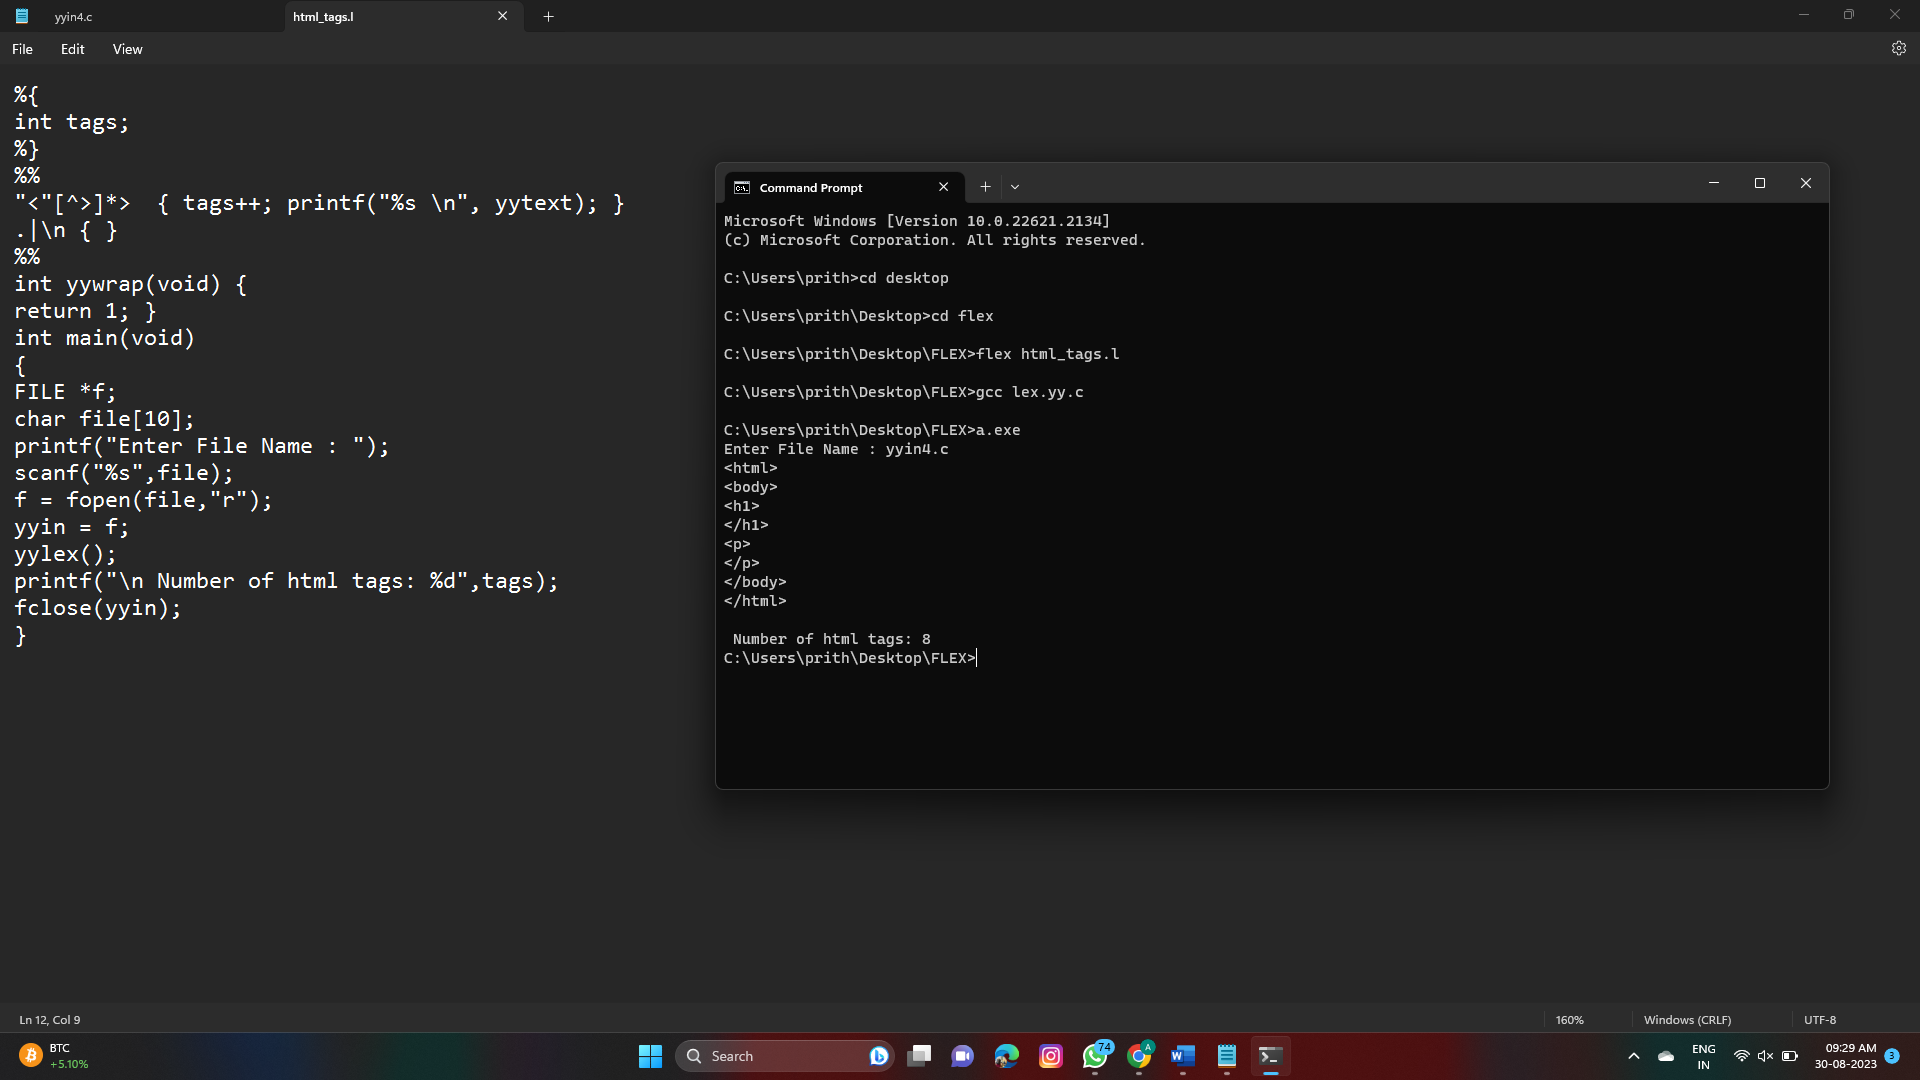 yyin4.c
html_tags.l
File Edit View
%{
int tags;
%}
%%
"<"[^>]*>  { tags++; printf("%s \n", yytext); }
.|\n { }
%%
int yywrap(void) {
return 1; }
int main(void)
{
FILE *f;
char file[10];
printf("Enter File Name : ");
scanf("%s",file);
f = fopen(file,"r");
yyin = f;
yylex();
printf("\n Number of html tags: %d",tags);
fclose(yyin);
}
Command Prompt
Microsoft Windows [Version 10.0.22621.2134]
(c) Microsoft Corporation. All rights reserved.
C:\Users\prith>cd desktop
C:\Users\prith\Desktop>cd flex
C:\Users\prith\Desktop\FLEX>flex html_tags.l
C:\Users\prith\Desktop\FLEX>gcc lex.yy.c
C:\Users\prith\Desktop\FLEX>a.exe
Enter File Name : yyin4.c
<html>
<body>
<h1>
</h1>
<p>
</p>
</body>
</html>
 Number of html tags: 8
C:\Users\prith\Desktop\FLEX>
Ln 12, Col 9
160%
Windows (CRLF)
UTF-8
BTC
+5.10%
Search
74
A
ENG
IN
09:29 AM
30-08-2023
3